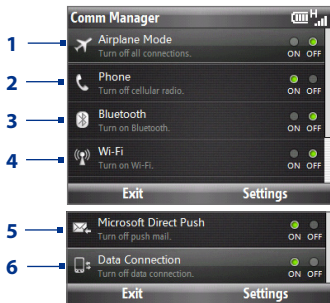 Comm Manager
H
1
Airplane Mode
Turn off all connections.
ON OFF
2
Phone
Turn off cellular radio.
ON OFF
3
Bluetooth
Turn on Bluetooth.
ON OFF
4
Wi-Fi
Turn on Wi-Fi.
ON OFF
Exit Settings
5
Microsoft Direct Push
Turn off push mail.
ON OFF
6
Data Connection
Turn off data connection.
ON OFF
Exit Settings